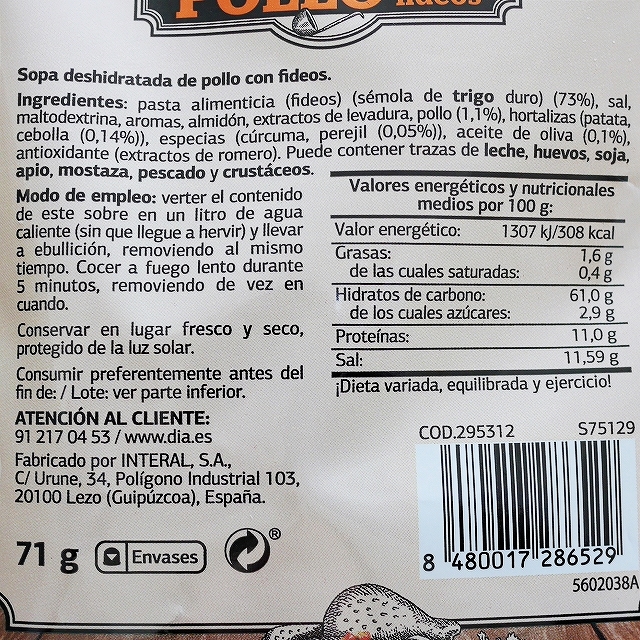 POLLO fideos
Sopa deshidratada de pollo con fideos.
Ingredientes: pasta alimenticia (fideos) (sémola de trigo duro) (73%), sal,
maltodextrina, aromas, almidón, extractos de levadura, pollo (1,1%), hortalizas (patata,
cebolla (0,14%)), especias (cúrcuma, perejil (0,05%)), aceite de oliva (0,1%),
antioxidante (extractos de romero). Puede contener trazas de leche, huevos, soja,
apio, mostaza, pescado y crustáceos.
Modo de empleo: verter el contenido
de este sobre en un litro de agua
caliente (sin que llegue a hervir) y llevar
a ebullición, removiendo al mismo
tiempo. Cocer a fuego lento durante
5 minutos, removiendo de vez en
cuando.
Conservar en lugar fresco y seco,
protegido de la luz solar.
Consumir preferentemente antes del
fin de: / Lote: ver parte inferior.
ATENCIÓN AL CLIENTE:
91 217 04 53 / www.dia.es
Fabricado por INTERAL, S.A.,
C/ Urune, 34, Polígono Industrial 103,
20100 Lezo (Guipúzcoa), España.
71 g Envases ®
Valores energéticos y nutricionales
medios por 100 g:
Valor energético: 1307 kJ/308 kcal
Grasas: 1,6 g
de las cuales saturadas: 0,4 g
Hidratos de carbono: 61,0 g
de los cuales azúcares: 2,9 g
Proteínas: 11,0 g
Sal: 11,59 g
¡Dieta variada, equilibrada y ejercicio!
COD.295312 S75129
8 480017 286529
5602038A